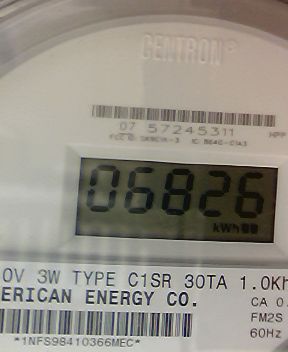 CENTRON®
07 57245311
06826
kWh
0V 3W TYPE C1SR 30TA 1.0Kh
ERICAN ENERGY CO.
CA 0.
FM2S
60Hz
*1NFS98410366MEC*